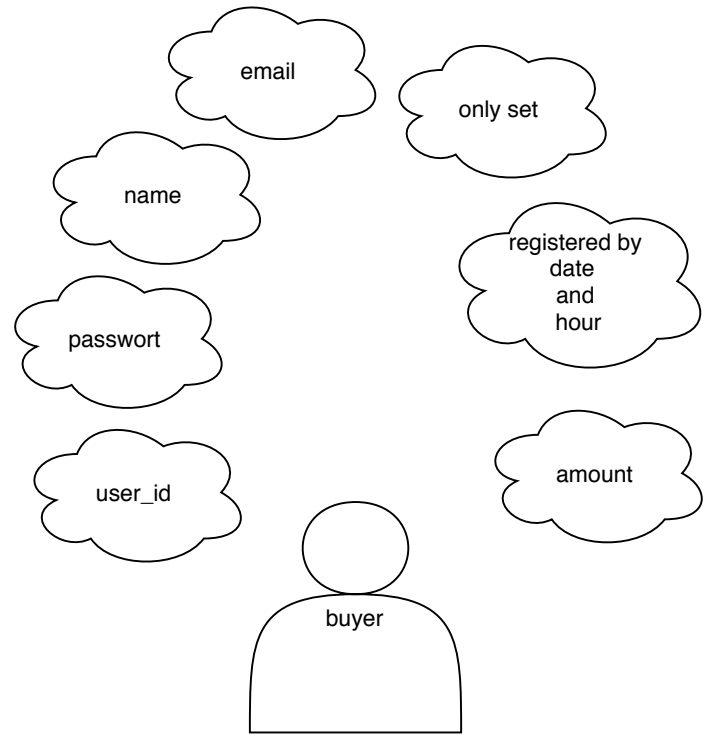 email
only set
name
registered by
date
and
hour
passwort
amount
user_id
buyer